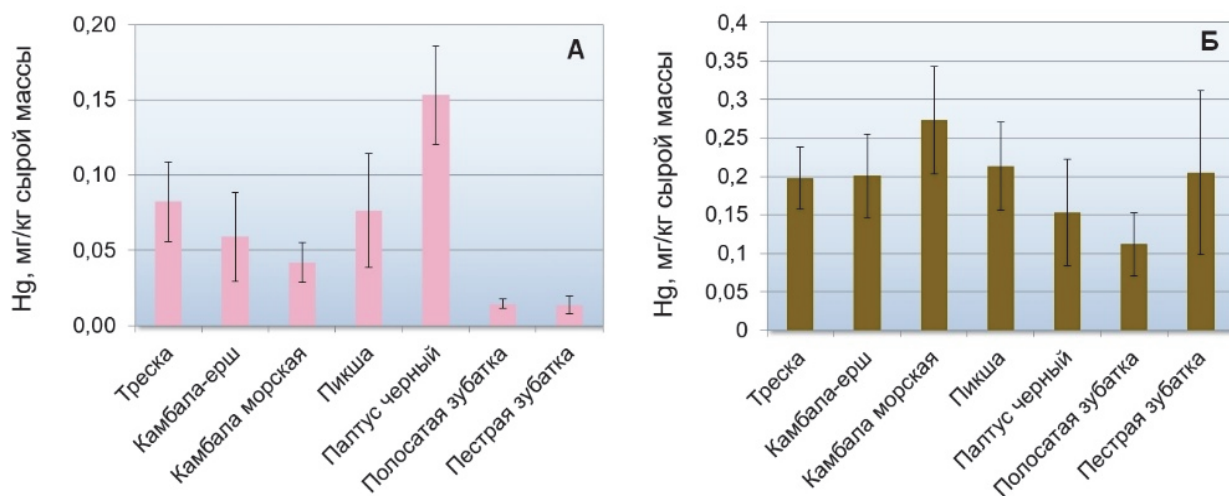 А
Hg, мг/кг сырой массы
0,20
0,15
0,10
0,05
0,00
Треска
Камбала-ерш
Камбала морская
Пикша
Палтус черный
Полосатая зубатка
Пестрая зубатка
Б
Hg, мг/кг сырой массы
0,4
0,35
0,3
0,25
0,2
0,15
0,1
0,05
0
Треска
Камбала-ерш
Камбала морская
Пикша
Палтус черный
Полосатая зубатка
Пестрая зубатка